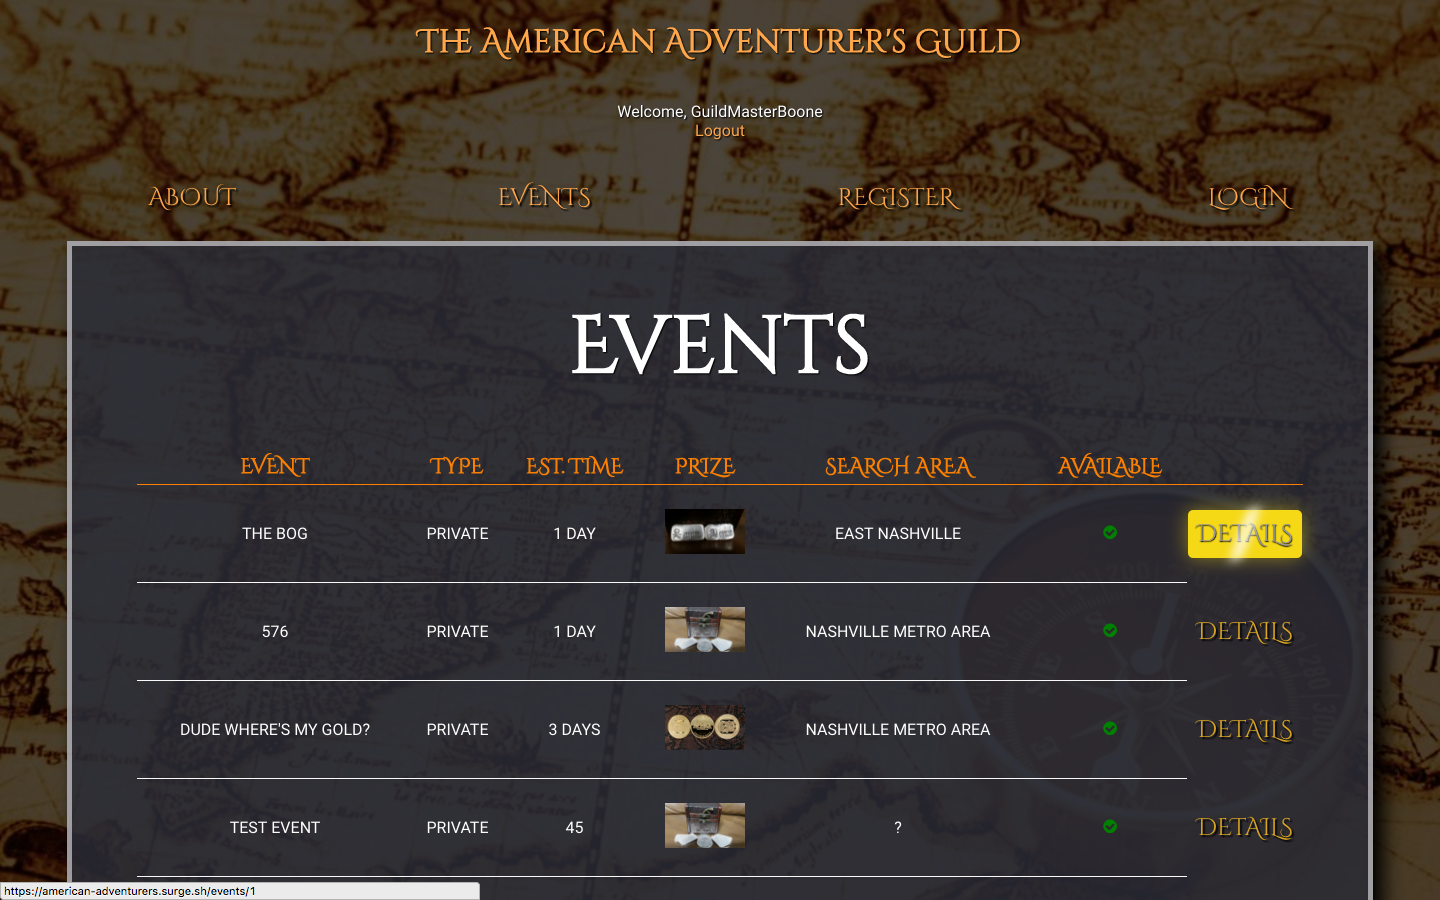 THE AMERICAN ADVENTURER'S GUILD
Welcome, GuildMasterBoone
Logout
ABOUT EVENTS REGISTER LOGIN
EVENTS
EVENT TYPE EST. TIME PRIZE SEARCH AREA AVAILABLE
THE BOG PRIVATE 1 DAY EAST NASHVILLE DETAILS
576 PRIVATE 1 DAY NASHVILLE METRO AREA DETAILS
DUDE WHERE'S MY GOLD? PRIVATE 3 DAYS NASHVILLE METRO AREA DETAILS
TEST EVENT PRIVATE 45 ? DETAILS
https://american-adventurers.surge.sh/events/1